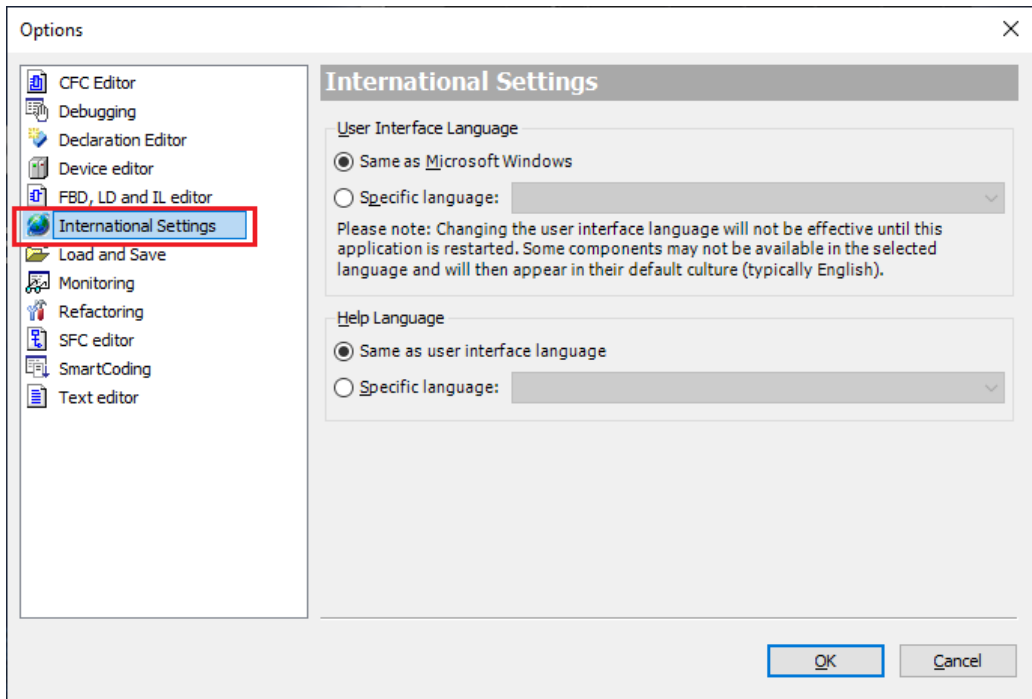 Options
CFC Editor
Debugging
Declaration Editor
Device editor
FBD, LD and IL editor
International Settings
Load and Save
Monitoring
Refactoring
SFC editor
SmartCoding
Text editor
International Settings
User Interface Language
Same as Microsoft Windows
Specific language:
Please note: Changing the user interface language will not be effective until this
application is restarted. Some components may not be available in the selected
language and will then appear in their default culture (typically English).
Help Language
Same as user interface language
Specific language:
OK
Cancel